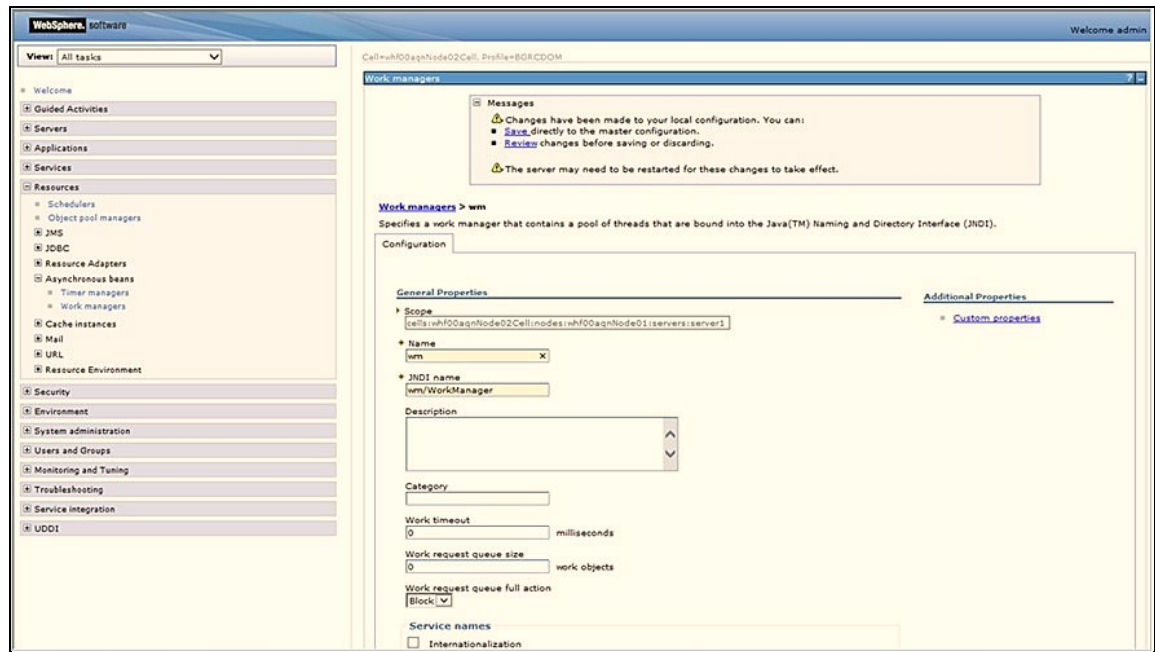 WebSphere. software
Welcome admin
View: All tasks
Welcome
Guided Activities
Servers
Applications
Services
Resources
Schedulers
Object pool managers
JMS
JDBC
Resource Adapters
Asynchronous beans
Timer managers
Work managers
Cache instances
Mail
URL
Resource Environment
Security
Environment
System administration
Users and Groups
Monitoring and Tuning
Troubleshooting
Service integration
UDDI
Cell=whf00aqnNode02Cell, Profile=BGRCDOM
Work managers
Messages
Changes have been made to your local configuration. You can:
Save directly to the master configuration.
Review changes before saving or discarding.
The server may need to be restarted for these changes to take effect.
Work managers > wm
Specifies a work manager that contains a pool of threads that are bound into the Java(TM) Naming and Directory Interface (JNDI).
Configuration
General Properties
Scope
cells:whf00aqnNode02Cell:nodes:whf00aqnNode01:servers:server1
Name
wm
JNDI name
wm/WorkManager
Description
Category
Work timeout
0 milliseconds
Work request queue size
0 work objects
Work request queue full action
Block
Service names
Internationalization
Additional Properties
Custom properties